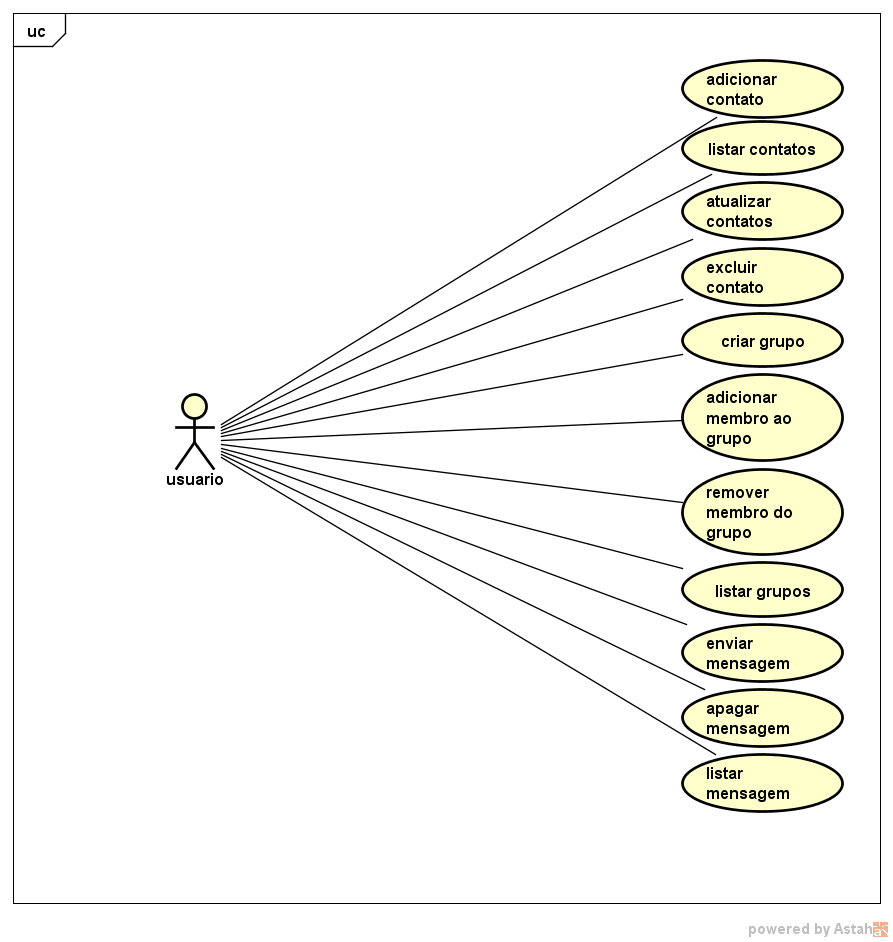 uc
adicionar
contato
listar contatos
atualizar
contatos
excluir
contato
criar grupo
adicionar
membro ao
grupo
usuario
remover
membro do
grupo
listar grupos
enviar
mensagem
apagar
mensagem
listar
mensagem
powered by Astah